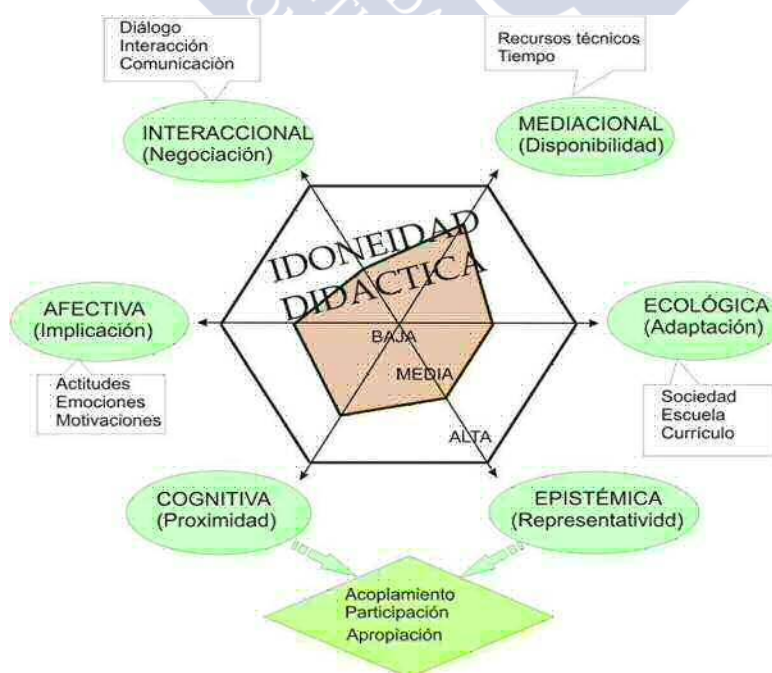 Diálogo
Interacción
Comunicaciòn
Recursos técnicos
Tiempo
INTERACCIONAL
(Negociación)
MEDIACIONAL
(Disponibilidad)
IDONEIDAD
DIDACTICA
AFECTIVA
(Implicación)
ECOLÓGICA
(Adaptación)
BAJA
MEDIA
ALTA
Actitudes
Emociones
Motivaciones
Sociedad
Escuela
Currículo
COGNITIVA
(Proximidad)
EPISTÉMICA
(Representatividd)
Acoplamiento
Participación
Apropiación